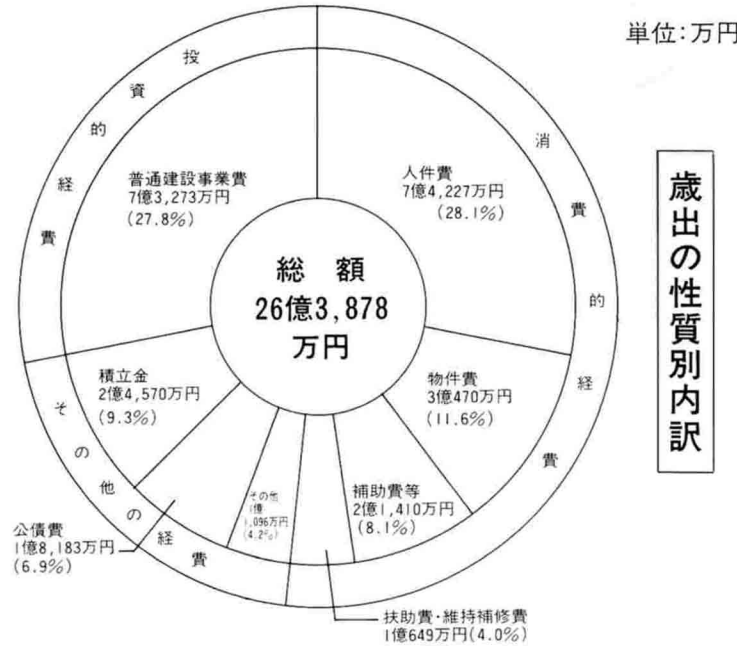 単位：万円
歳出の性質別内訳
総額
26億3,878
万円
消費的経費
人件費
7億4,227万円
(28.1%)
物件費
3億470万円
(11.6%)
補助費等
2億1,410万円
(8.1%)
扶助費・維持補修費
1億649万円(4.0%)
その他の経費
その他
1億
1,096万円
(4.2%)
公債費
1億8,183万円
(6.9%)
積立金
2億4,570万円
(9.3%)
投資的経費
普通建設事業費
7億3,273万円
(27.8%)